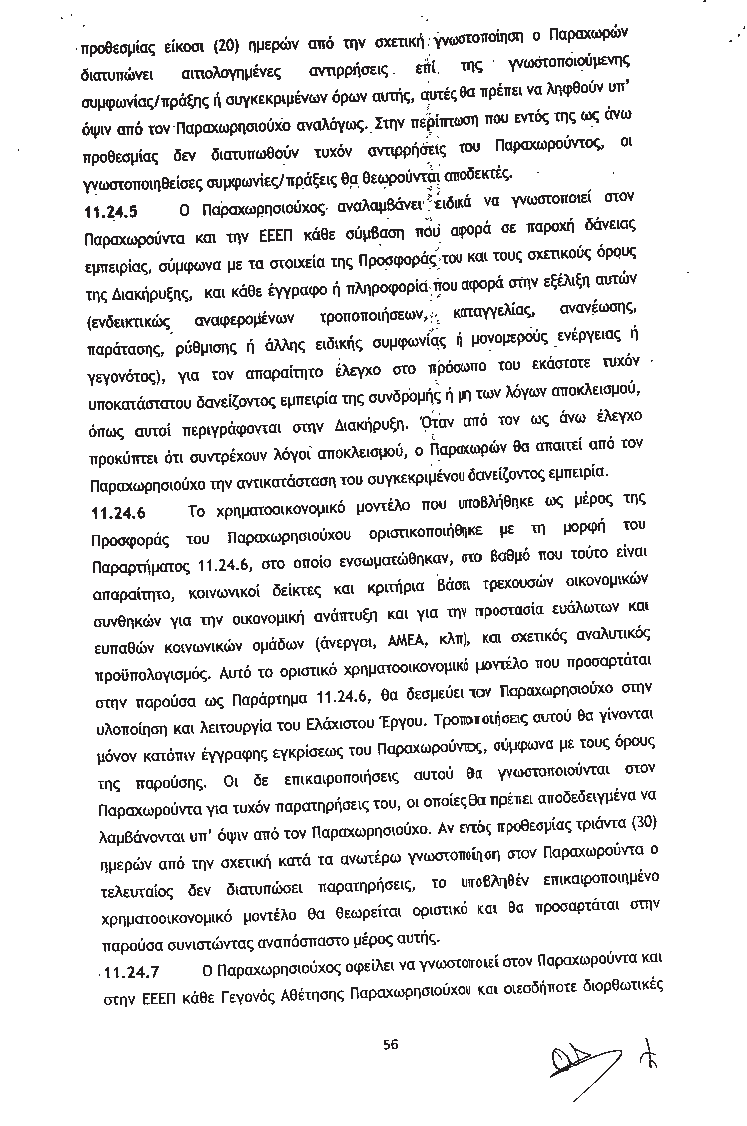 προθεσμίας είκοσι (20) ημερών από την σχετική γνωστοποίηση ο Παραχωρών
διατυπώνει αιτιολογημένες αντιρρήσεις επί της γνωστοποιούμενης
συμφωνίας/πράξης ή συγκεκριμένων όρων αυτής, αυτές θα πρέπει να ληφθούν υπ'
όψιν από τον Παραχωρησιούχο αναλόγως. Στην περίπτωση που εντός της ως άνω
προθεσμίας δεν διατυπωθούν τυχόν αντιρρήσεις του Παραχωρούντος, οι
γνωστοποιηθείσες συμφωνίες/πράξεις θα θεωρούνται αποδεκτές.
11.24.5 Ο Παραχωρησιούχος αναλαμβάνει ειδικά να γνωστοποιεί στον
Παραχωρούντα και την ΕΕΕΠ κάθε σύμβαση που αφορά σε παροχή δάνειας
εμπειρίας, σύμφωνα με τα στοιχεία της Προσφοράς του και τους σχετικούς όρους
της Διακήρυξης, και κάθε έγγραφο ή πληροφορία που αφορά στην εξέλιξη αυτών
(ενδεικτικώς αναφερομένων τροποποιήσεων, καταγγελίας, ανανέωσης,
παράτασης, ρύθμισης ή άλλης ειδικής συμφωνίας ή μονομερούς ενέργειας ή
γεγονότος), για τον απαραίτητο έλεγχο στο πρόσωπο του εκάστοτε τυχόν
υποκατάστατου δανείζοντος εμπειρία της συνδρομής ή μη των λόγων αποκλεισμού,
όπως αυτοί περιγράφονται στην Διακήρυξη. Όταν από τον ως άνω έλεγχο
προκύπτει ότι συντρέχουν λόγοι αποκλεισμού, ο Παραχωρών θα απαιτεί από τον
Παραχωρησιούχο την αντικατάσταση του συγκεκριμένου δανείζοντος εμπειρία.
11.24.6 Το χρηματοοικονομικό μοντέλο που υποβλήθηκε ως μέρος της
Προσφοράς του Παραχωρησιούχου οριστικοποιήθηκε με τη μορφή του
Παραρτήματος 11.24.6, στο οποίο ενσωματώθηκαν, στο βαθμό που τούτο είναι
απαραίτητο, κοινωνικοί δείκτες και κριτήρια βάσει τρεχουσών οικονομικών
συνθηκών για την οικονομική ανάπτυξη και για την προστασία ευάλωτων και
ευπαθών κοινωνικών ομάδων (άνεργοι, ΑΜΕΑ, κλπ), και σχετικός αναλυτικός
προϋπολογισμός. Αυτό το οριστικό χρηματοοικονομικό μοντέλο που προσαρτάται
στην παρούσα ως Παράρτημα 11.24.6, θα δεσμεύει τον Παραχωρησιούχο στην
υλοποίηση και λειτουργία του Ελάχιστου Έργου. Τροποποιήσεις αυτού θα γίνονται
μόνον κατόπιν έγγραφης εγκρίσεως του Παραχωρούντος, σύμφωνα με τους όρους
της παρούσης. Οι δε επικαιροποιήσεις αυτού θα γνωστοποιούνται στον
Παραχωρούντα για τυχόν παρατηρήσεις του, οι οποίες θα πρέπει αποδεδειγμένα να
λαμβάνονται υπ' όψιν από τον Παραχωρησιούχο. Αν εντός προθεσμίας τριάντα (30)
ημερών από την σχετική κατά τα ανωτέρω γνωστοποίηση στον Παραχωρούντα ο
τελευταίος δεν διατυπώσει παρατηρήσεις, το υποβληθέν επικαιροποιημένο
χρηματοοικονομικό μοντέλο θα θεωρείται οριστικό και θα προσαρτάται στην
παρούσα συνιστώντας αναπόσπαστο μέρος αυτής.
11.24.7 Ο Παραχωρησιούχος οφείλει να γνωστοποιεί στον Παραχωρούντα και
στην ΕΕΕΠ κάθε Γεγονός Αθέτησης Παραχωρησιούχου και οιεσδήποτε διορθωτικές
56